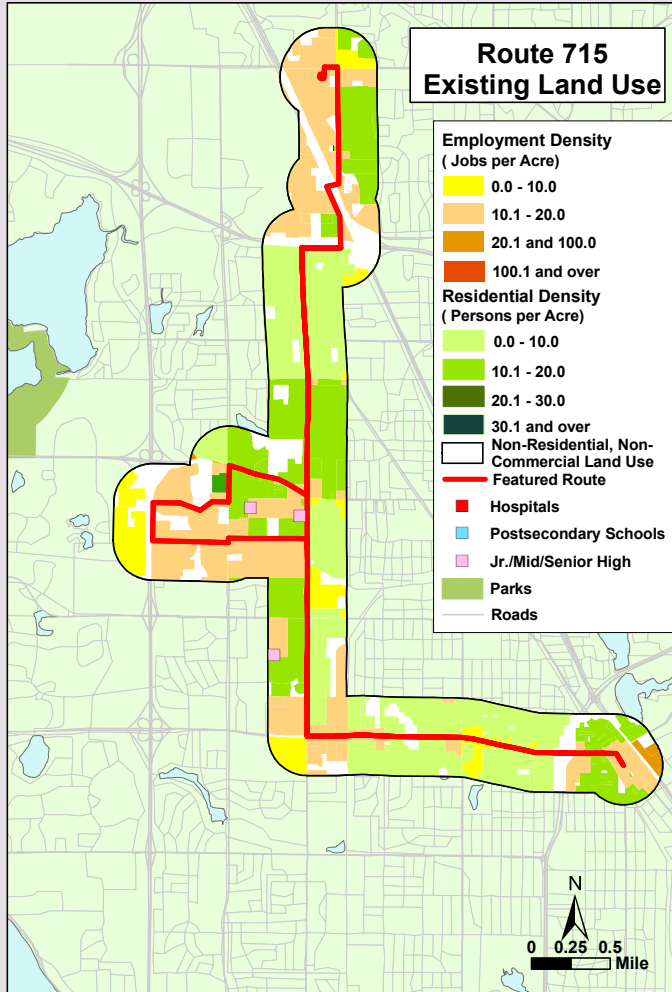 Route 715
Existing Land Use
Employment Density
( Jobs per Acre)
0.0 - 10.0
10.1 - 20.0
20.1 and 100.0
100.1 and over
Residential Density
( Persons per Acre)
0.0 - 10.0
10.1 - 20.0
20.1 - 30.0
30.1 and over
Non-Residential, Non-
Commercial Land Use
Featured Route
Hospitals
Postsecondary Schools
Jr./Mid/Senior High
Parks
Roads
N
0 0.25 0.5
Mile